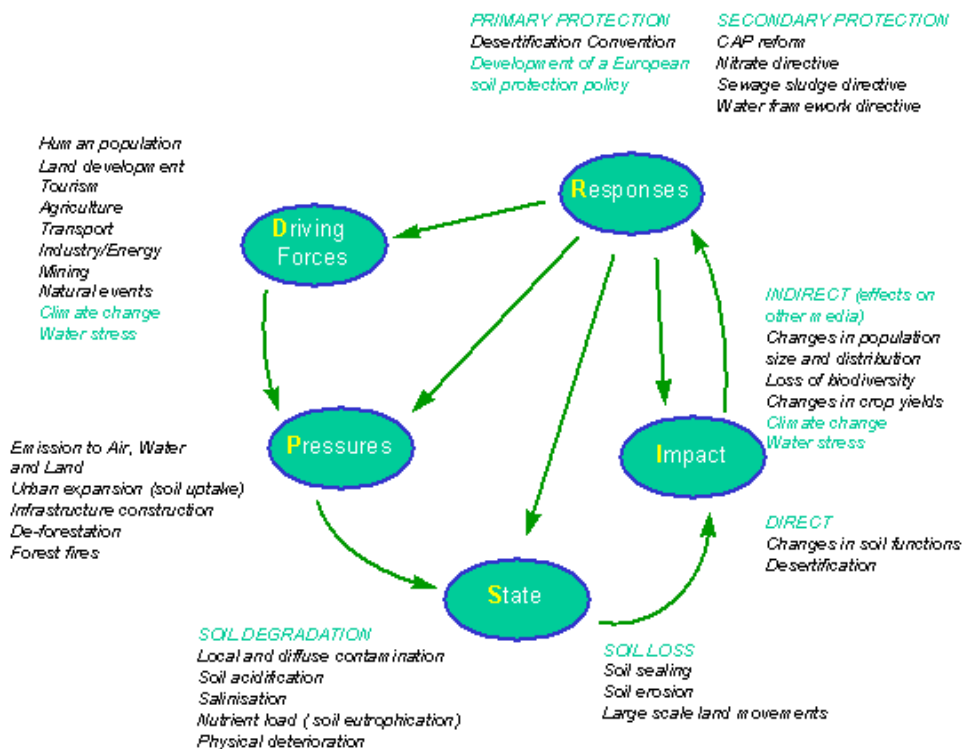 PRIMARY PROTECTION
Desertification Convention
Development of a European
soil protection policy
SECONDARY PROTECTION
CAP reform
Nitrate directive
Sewage sludge directive
Water framework directive
Human population
Land development
Tourism
Agriculture
Transport
Industry/Energy
Mining
Natural events
Climate change
Water stress
Driving
Forces
Responses
INDIRECT (effects on
other media)
Changes in population
size and distribution
Loss of biodiversity
Changes in crop yields
Climate change
Water stress
Pressures
Impact
Emission to Air, Water
and Land
Urban expansion (soil uptake)
Infrastructure construction
De-forestation
Forest fires
DIRECT
Changes in soil functions
Desertification
State
SOIL DEGRADATION
Local and diffuse contamination
Soil acidification
Salinisation
Nutrient load ( soil eutrophication)
Physical deterioration
SOIL LOSS
Soil sealing
Soil erosion
Large scale land movements